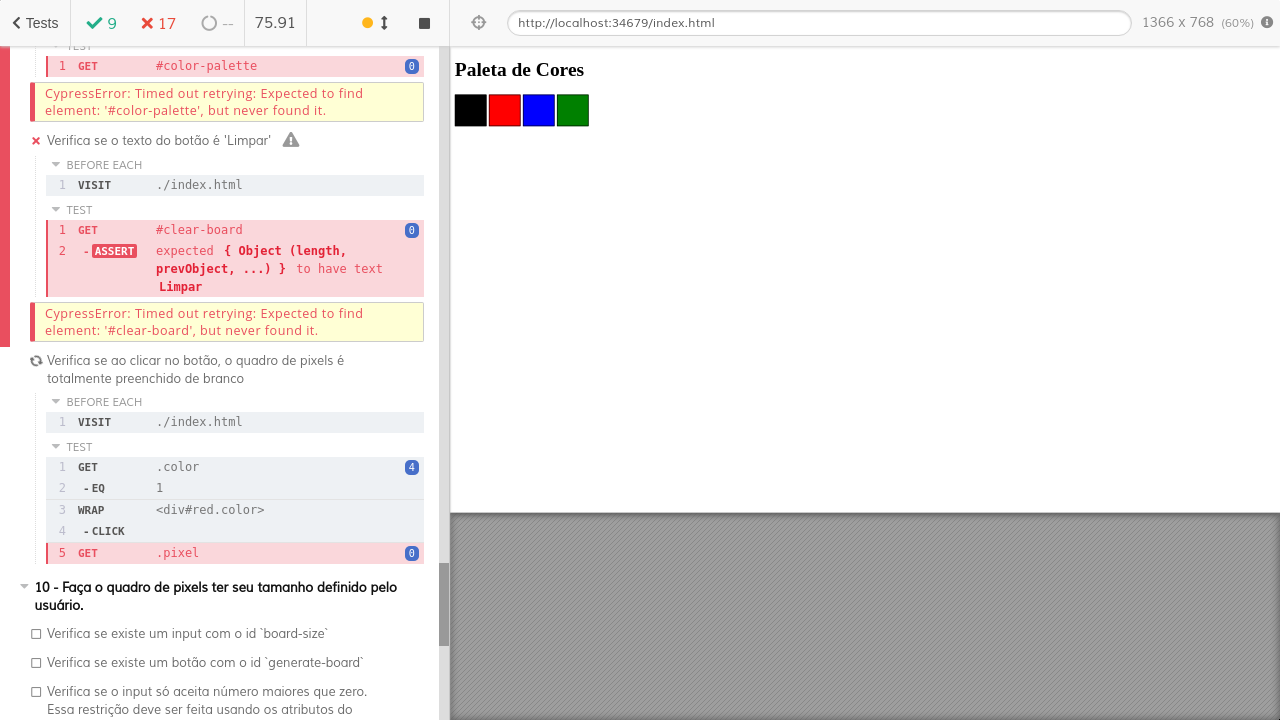 Tests 9 17 -- 75.91
http://localhost:34679/index.html 1366 x 768 (60%)
TEST
1 GET #color-palette 0
CypressError: Timed out retrying: Expected to find
element: '#color-palette', but never found it.
Verifica se o texto do botão é 'Limpar'
BEFORE EACH
1 VISIT ./index.html
TEST
1 GET #clear-board 0
2 - ASSERT expected { Object (length,
prevObject, ...) } to have text
Limpar
CypressError: Timed out retrying: Expected to find
element: '#clear-board', but never found it.
Verifica se ao clicar no botão, o quadro de pixels é
totalmente preenchido de branco
BEFORE EACH
1 VISIT ./index.html
TEST
1 GET .color 4
2 - EQ 1
3 WRAP <div#red.color>
4 - CLICK
5 GET .pixel 0
10 - Faça o quadro de pixels ter seu tamanho definido pelo
usuário.
Verifica se existe um input com o id `board-size`
Verifica se existe um botão com o id `generate-board`
Verifica se o input só aceita número maiores que zero.
Essa restrição deve ser feita usando os atributos do
Paleta de Cores